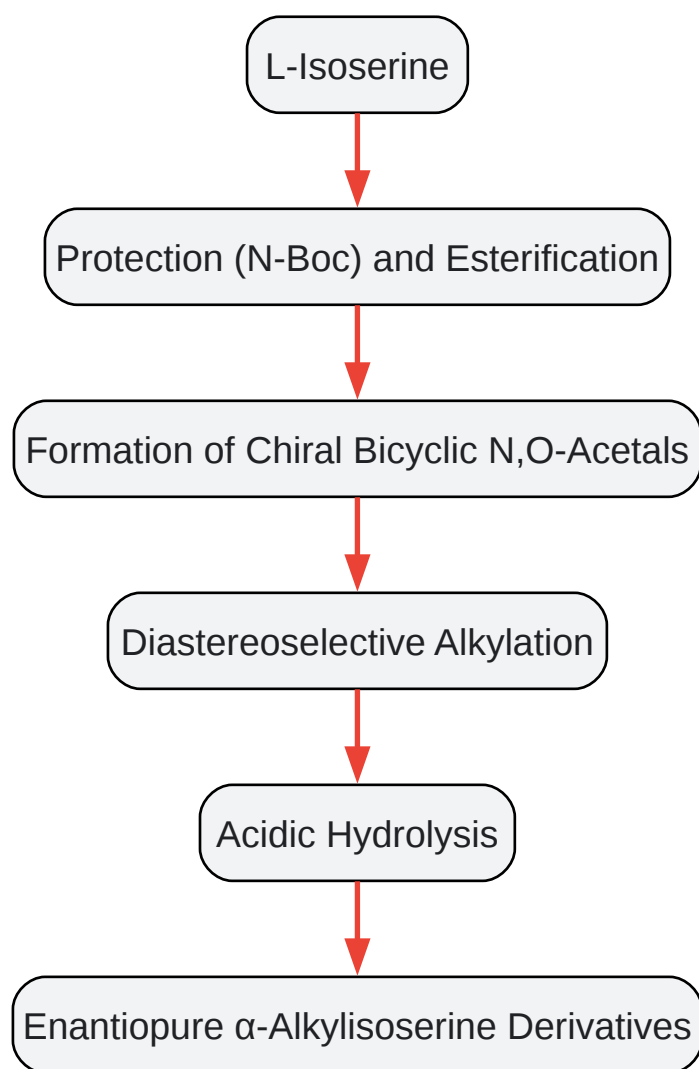 L-Isoserine
Protection (N-Boc) and Esterification
Formation of Chiral Bicyclic N,O-Acetals
Diastereoselective Alkylation
Acidic Hydrolysis
Enantiopure α-Alkylisoserine Derivatives